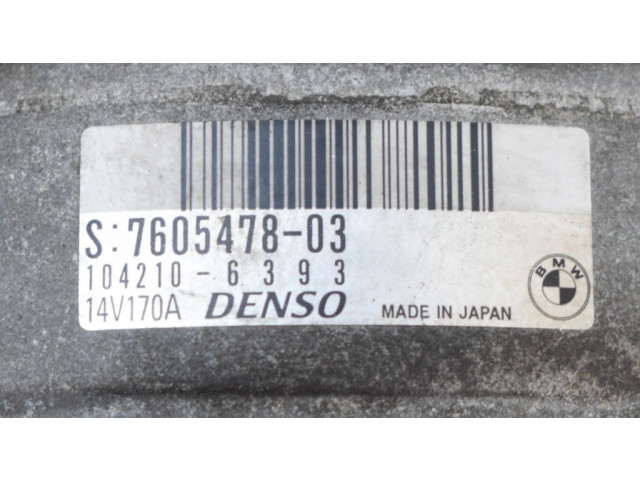 S:7605478-03
104210-6393
14V170A DENSO MADE IN JAPAN
BMW